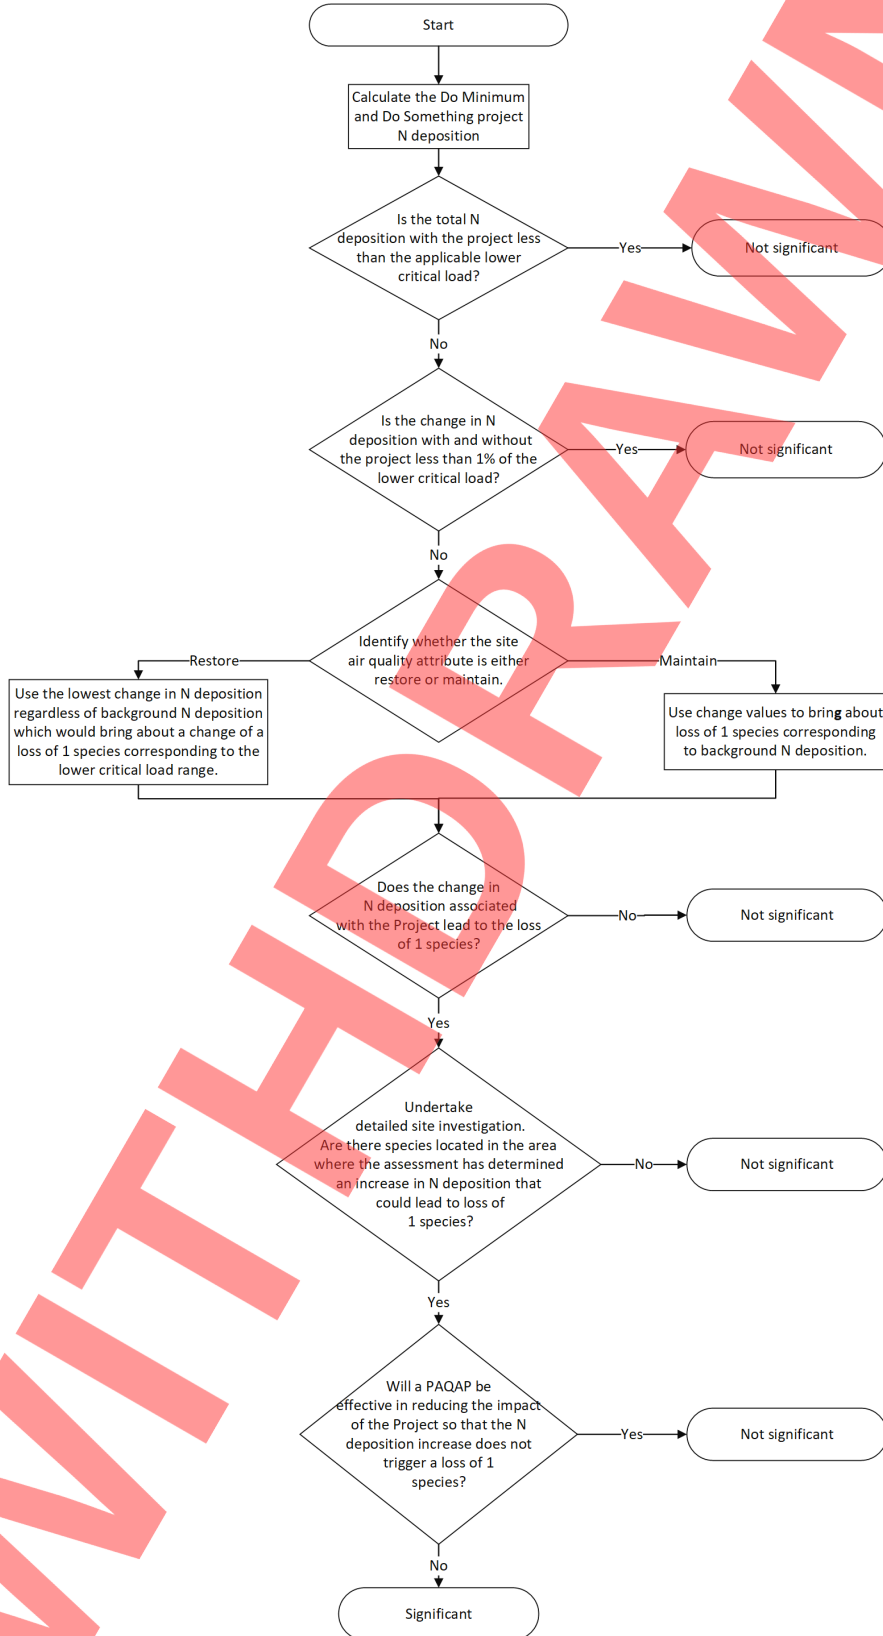 Start
Calculate the Do Minimum
and Do Something project
N deposition
Is the total N
deposition with the project less
than the applicable lower
critical load?
Yes
Not significant
No
Is the change in N
deposition with and without
the project less than 1% of the
lower critical load?
Yes
Not significant
No
Identify whether the site
air quality attribute is either
restore or maintain.
Restore
Maintain
Use the lowest change in N deposition
regardless of background N deposition
which would bring about a change of a
loss of 1 species corresponding to the
lower critical load range.
Use change values to bring about
loss of 1 species corresponding
to background N deposition.
Does the change in
N deposition associated
with the Project lead to the loss
of 1 species?
No
Not significant
Yes
Undertake
detailed site investigation.
Are there species located in the area
where the assessment has determined
an increase in N deposition that
could lead to loss of
1 species?
No
Not significant
Yes
Will a PAQAP be
effective in reducing the impact
of the Project so that the N
deposition increase does not
trigger a loss of 1
species?
Yes
Not significant
No
Significant
WITHDRAWN